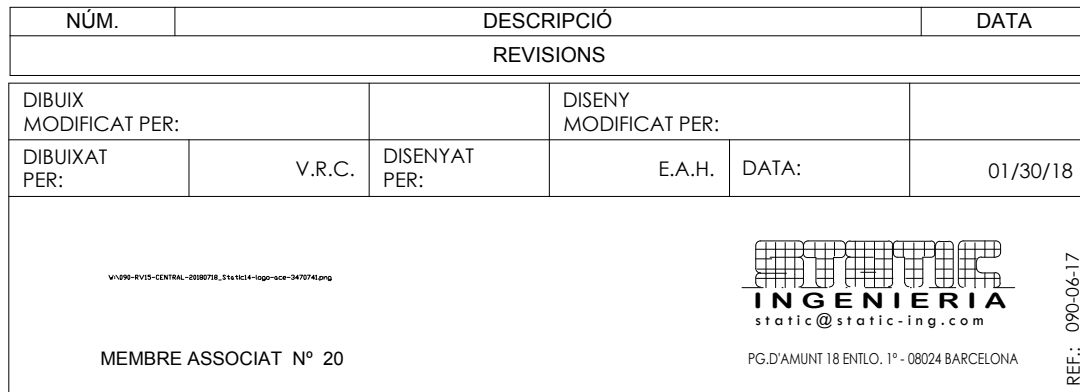 NÚM. DESCRIPCIÓ DATA
REVISIONS
DIBUIX
MODIFICAT PER:
DISENY
MODIFICAT PER:
DIBUIXAT
PER:
V.R.C.
DISENYAT
PER:
E.A.H.
DATA:
01/30/18
W:\090-RV15-CENTRAL-20180718_Static14-logo-ace-3470741.png
MEMBRE ASSOCIAT Nº 20
STATIC
INGENIERIA
static@static-ing.com
PG.D'AMUNT 18 ENTLO. 1º - 08024 BARCELONA
REF.: 090-06-17